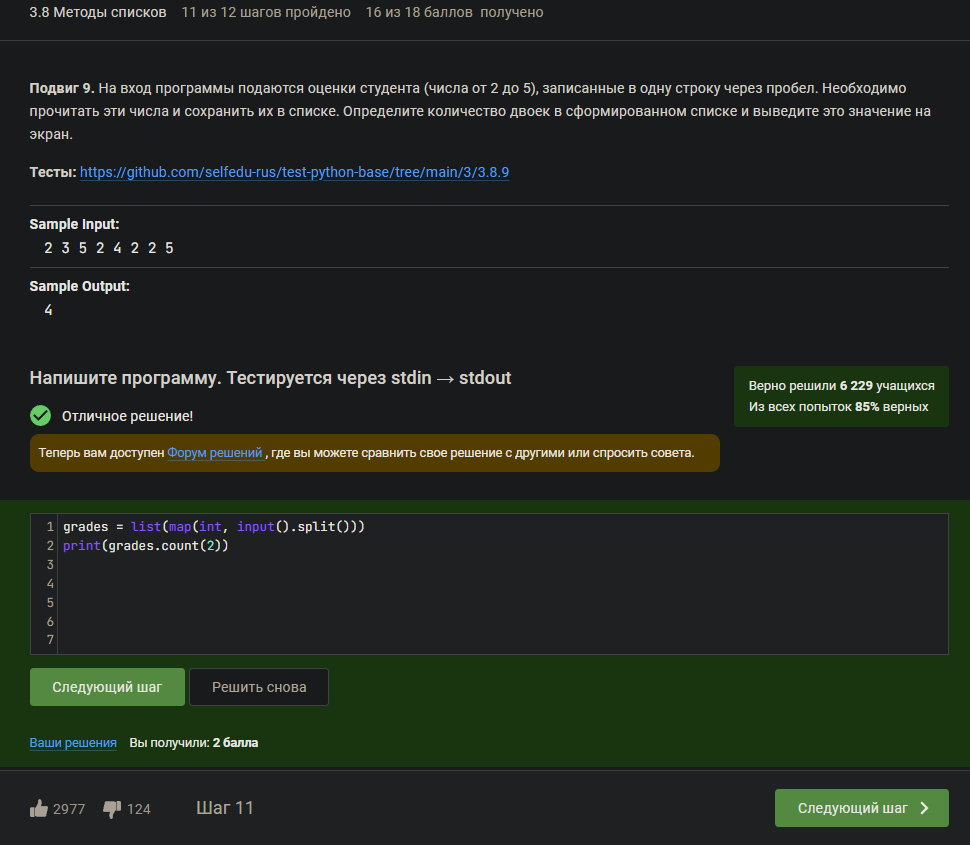 3.8 Методы списков 11 из 12 шагов пройдено 16 из 18 баллов получено
Подвиг 9. На вход программы подаются оценки студента (числа от 2 до 5), записанные в одну строку через пробел. Необходимо
прочитать эти числа и сохранить их в списке. Определите количество двоек в сформированном списке и выведите это значение на
экран.
Тесты: https://github.com/selfedu-rus/test-python-base/tree/main/3/3.8.9
Sample Input:
2 3 5 2 4 2 2 5
Sample Output:
4
Напишите программу. Тестируется через stdin → stdout
Верно решили 6 229 учащихся
Из всех попыток 85% верных
Отличное решение!
Теперь вам доступен Форум решений , где вы можете сравнить свое решение с другими или спросить совета.
1 grades = list(map(int, input().split()))
2 print(grades.count(2))
3
4
5
6
7
Следующий шаг Решить снова
Ваши решения Вы получили: 2 балла
2977 124 Шаг 11 Следующий шаг